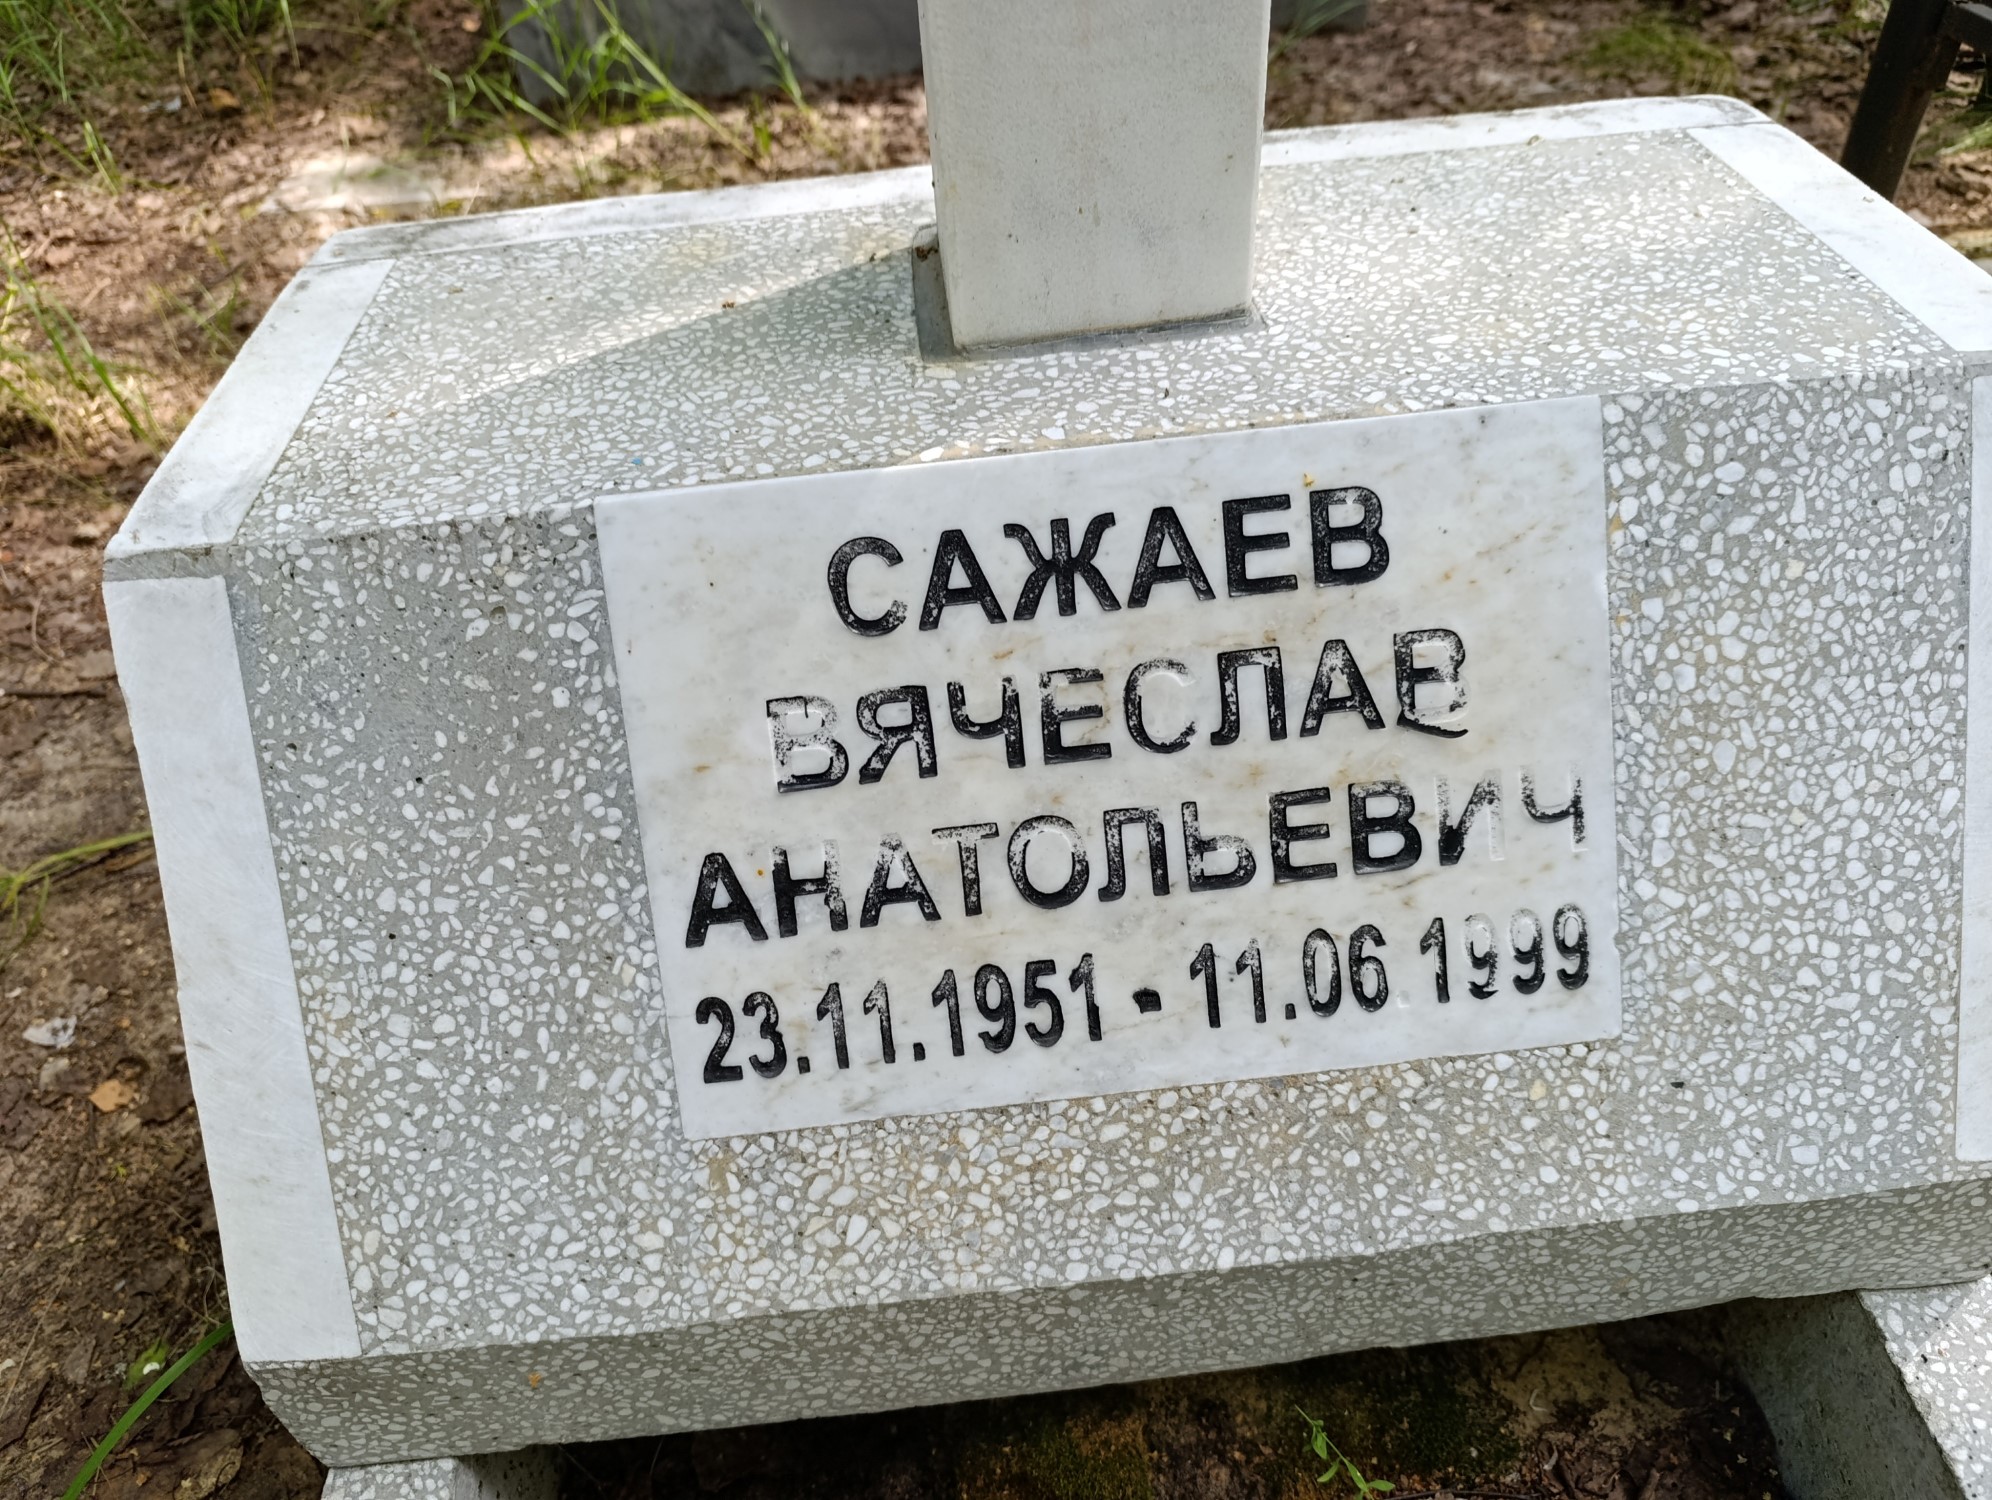 САЖАЕВ
ВЯЧЕСЛАВ
АНАТОЛЬЕВИЧ
23.11.1951 - 11.06.1999